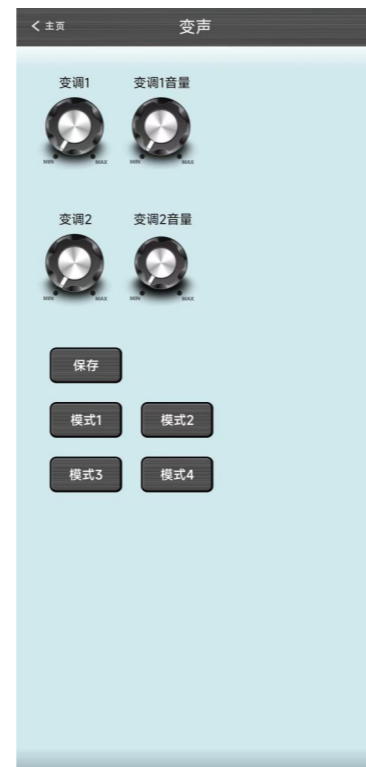 主页 变声
变调1 变调1音量
MIN MAX MIN MAX
变调2 变调2音量
MIN MAX MIN MAX
保存
模式1 模式2
模式3 模式4